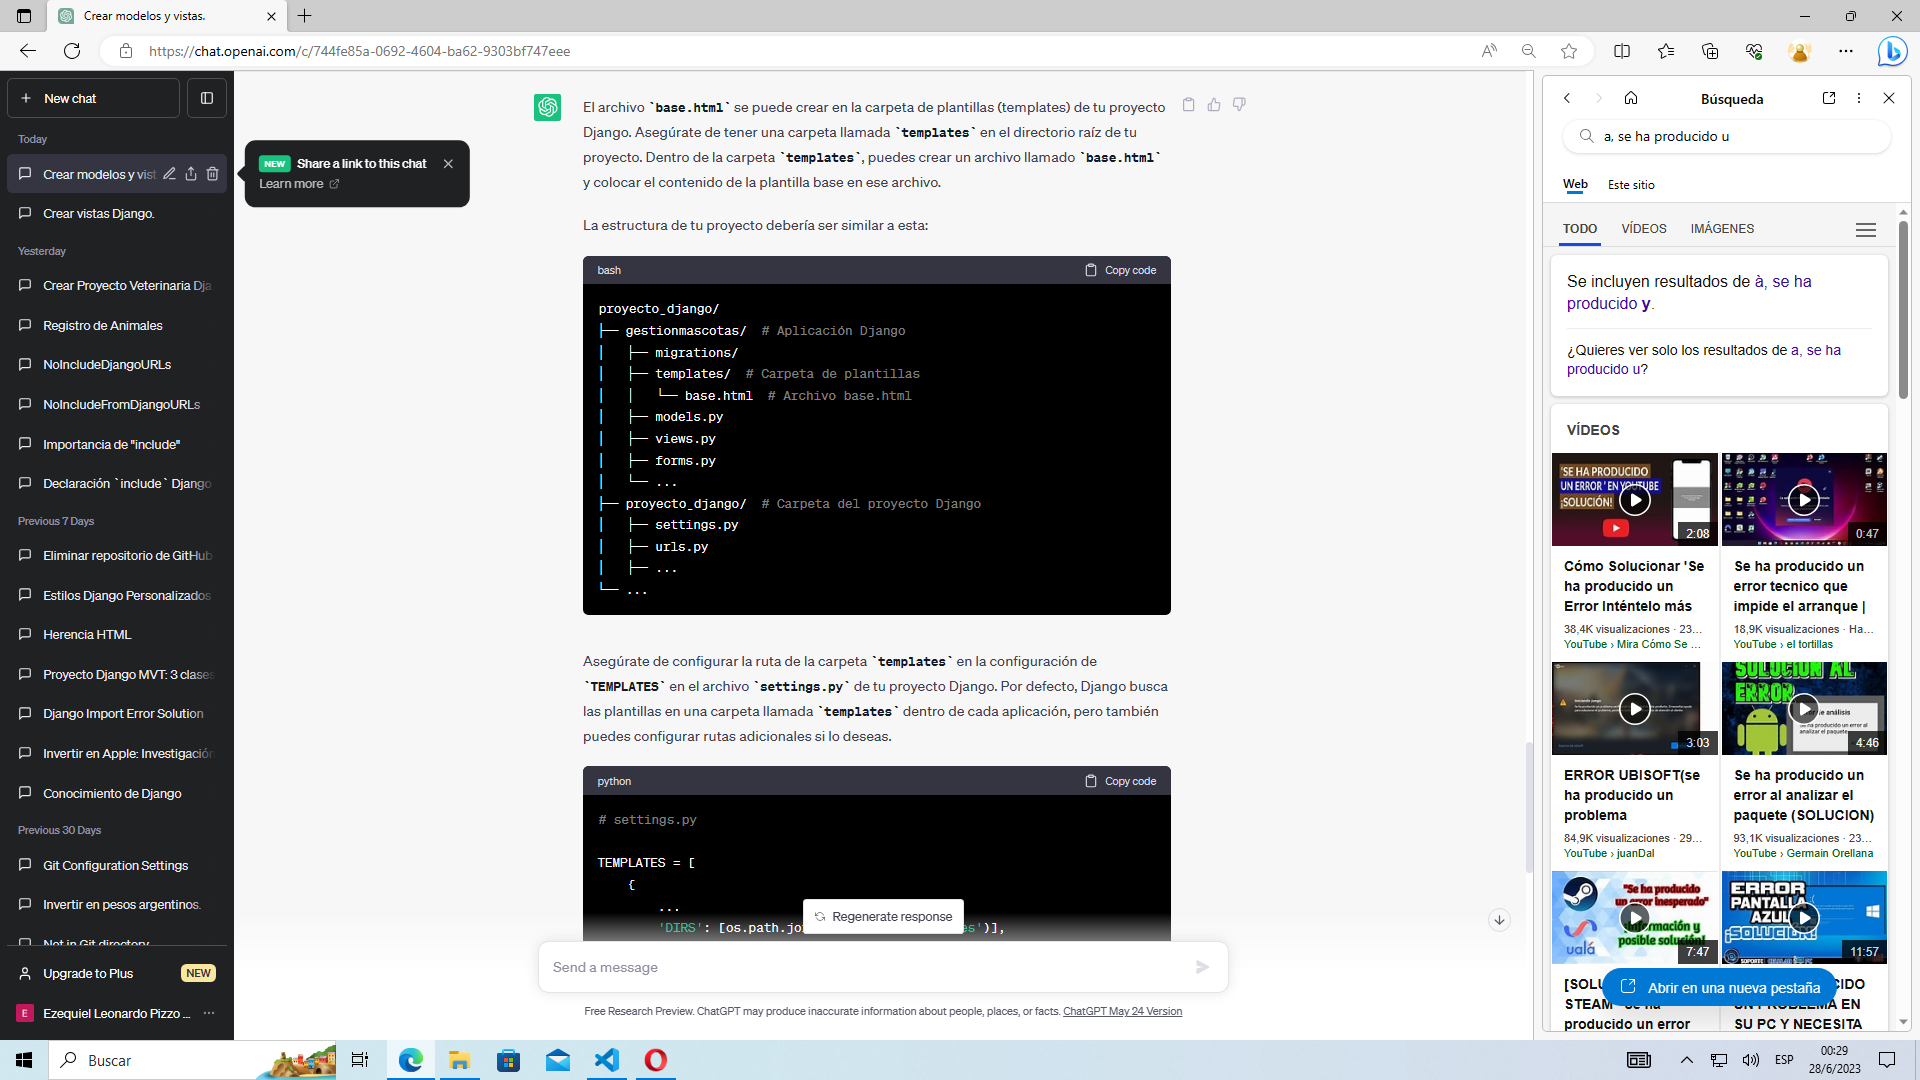 Crear modelos y vistas.
https://chat.openai.com/c/744fe85a-0692-4604-ba62-9303bf747eee
New chat
Today
Crear modelos y vist
Crear vistas Django.
Yesterday
Crear Proyecto Veterinaria Dja
Registro de Animales
NoIncludeDjangoURLs
NoIncludeFromDjangoURLs
Importancia de "include"
Declaración `include` Django
Previous 7 Days
Eliminar repositorio de GitHub
Estilos Django Personalizados
Herencia HTML
Proyecto Django MVT: 3 clases
Django Import Error Solution
Invertir en Apple: Investigación
Conocimiento de Django
Previous 30 Days
Git Configuration Settings
Invertir en pesos argentinos.
Not in Git directory
Upgrade to Plus NEW
E Ezequiel Leonardo Pizzo ...
NEW Share a link to this chat
Learn more
El archivo `base.html` se puede crear en la carpeta de plantillas (templates) de tu proyecto
Django. Asegúrate de tener una carpeta llamada `templates` en el directorio raíz de tu
proyecto. Dentro de la carpeta `templates`, puedes crear un archivo llamado `base.html`
y colocar el contenido de la plantilla base en ese archivo.
La estructura de tu proyecto debería ser similar a esta:
bash Copy code
proyecto_django/
├── gestionmascotas/  # Aplicación Django
│   ├── migrations/
│   ├── templates/  # Carpeta de plantillas
│   │   └── base.html  # Archivo base.html
│   ├── models.py
│   ├── views.py
│   ├── forms.py
│   └── ...
├── proyecto_django/  # Carpeta del proyecto Django
│   ├── settings.py
│   ├── urls.py
│   ├── ...
└── ...
Asegúrate de configurar la ruta de la carpeta `templates` en la configuración de
`TEMPLATES` en el archivo `settings.py` de tu proyecto Django. Por defecto, Django busca
las plantillas en una carpeta llamada `templates` dentro de cada aplicación, pero también
puedes configurar rutas adicionales si lo deseas.
python Copy code
# settings.py
TEMPLATES = [
{
...
'DIRS': [os.path.joi es')],
Regenerate response
Send a message
Free Research Preview. ChatGPT may produce inaccurate information about people, places, or facts. ChatGPT May 24 Version
Búsqueda
a, se ha producido u
Web Este sitio
TODO VÍDEOS IMÁGENES
Se incluyen resultados de à, se ha
producido y.
¿Quieres ver solo los resultados de a, se ha
producido u?
VÍDEOS
'SE HA PRODUCIDO
UN ERROR' EN YOUTUBE
¡SOLUCIÓN!
2:08
0:47
Cómo Solucionar 'Se
ha producido un
Error Inténtelo más
38,4K visualizaciones · 23...
YouTube › Mira Cómo Se ...
Se ha producido un
error tecnico que
impide el arranque |
18,9K visualizaciones · Ha...
YouTube › el tortillas
3:03
SOLUCION AL
ERROR
4:46
ERROR UBISOFT(se
ha producido un
problema
84,9K visualizaciones · 29...
YouTube › juanDal
Se ha producido un
error al analizar el
paquete (SOLUCION)
93,1K visualizaciones · 23...
YouTube › Germain Orellana
"Se ha producido
un error inesperado"
Información y
posible solución!
ualá
7:47
ERROR
PANTALLA
AZUL
¡SOLUCIÓN!
SOPORTE
11:57
[SOLU
STEAM "se ha
producido un error
CIDO
UN PROBLEMA EN
SU PC Y NECESITA
Abrir en una nueva pestaña
Buscar
ESP
00:29
28/6/2023